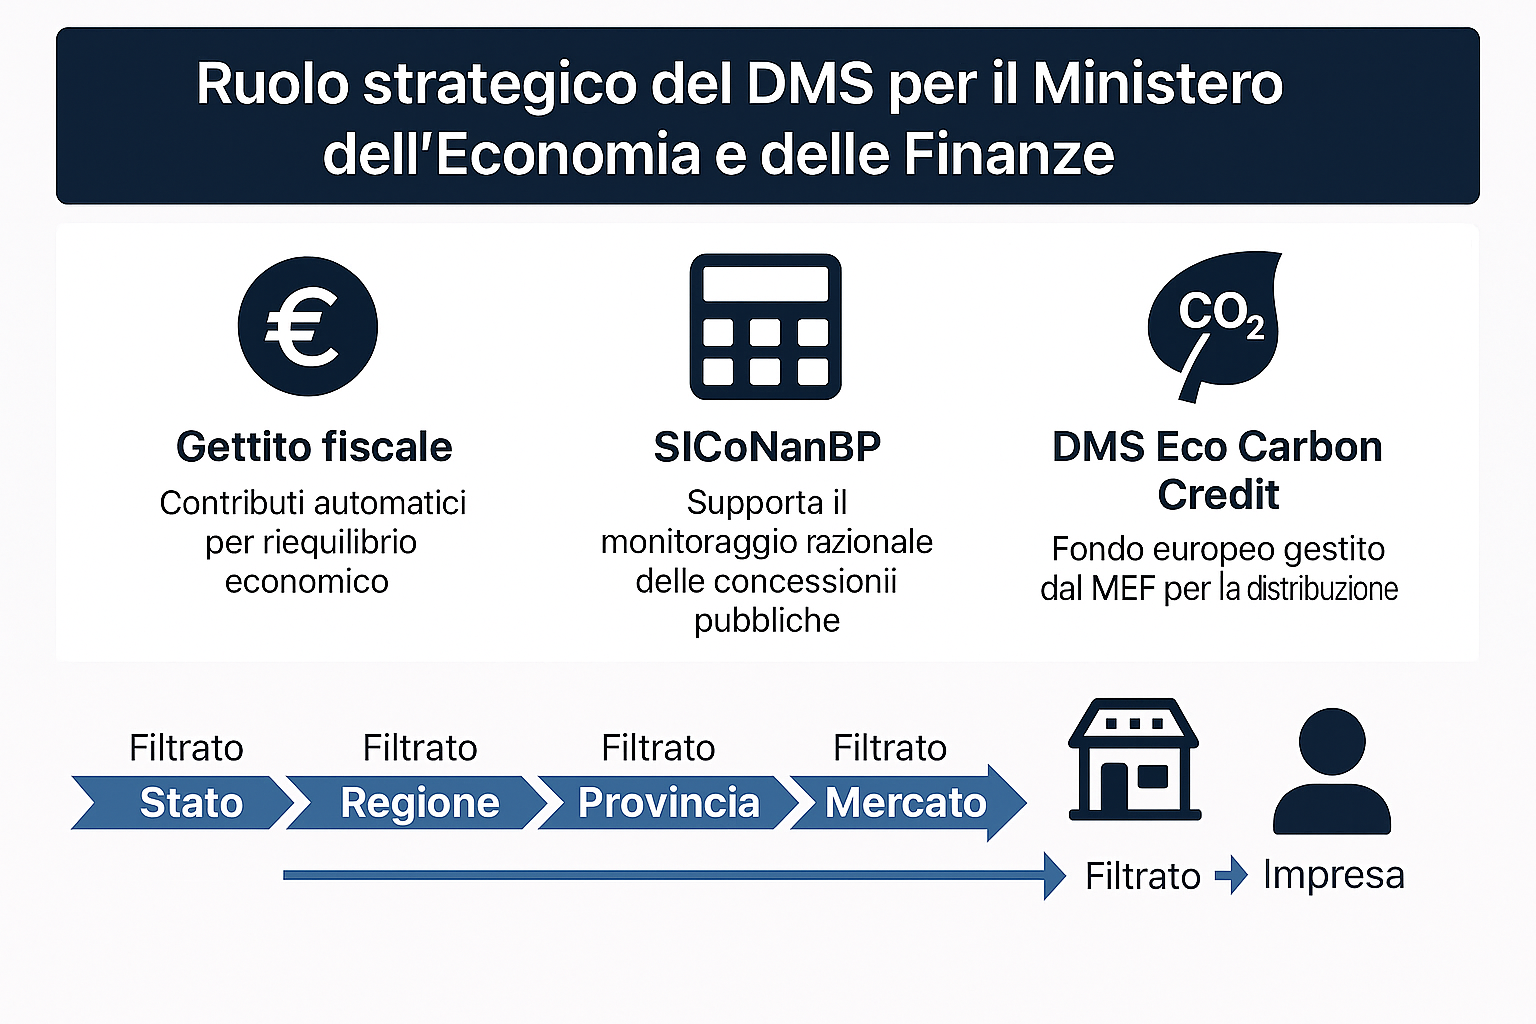 Ruolo strategico del DMS per il Ministero
dell'Economia e delle Finanze
€
Gettito fiscale
Contributi automatici
per riequilibrio
economico
SICoNanBP
Supporta il
monitoraggio razionale
delle concessionii
pubbliche
CO₂
DMS Eco Carbon
Credit
Fondo europeo gestito
dal MEF per la distribuzione
Filtrato
Filtrato
Filtrato
Filtrato
Stato
Regione
Provincia
Mercato
Filtrato
Impresa